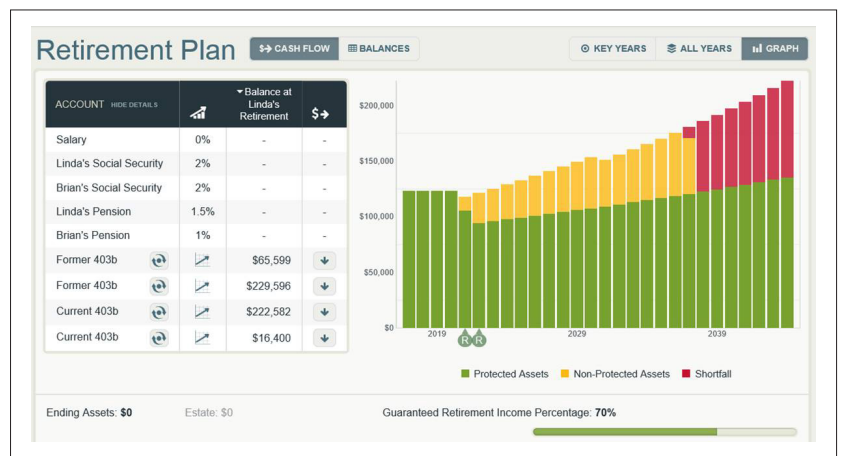 Retirement Plan
$→ CASH FLOW
BALANCES
KEY YEARS
ALL YEARS
GRAPH
ACCOUNT HIDE DETAILS
Balance at Linda's Retirement
$→
Salary 0% - -
Linda's Social Security 2% - -
Brian's Social Security 2% - -
Linda's Pension 1.5% - -
Brian's Pension 1% - -
Former 403b $65,599
Former 403b $229,596
Current 403b $222,582
Current 403b $16,400
$200,000
$150,000
$100,000
$50,000
$0
2019 2029 2039
R R
Protected Assets Non-Protected Assets Shortfall
Ending Assets: $0 Estate: $0 Guaranteed Retirement Income Percentage: 70%